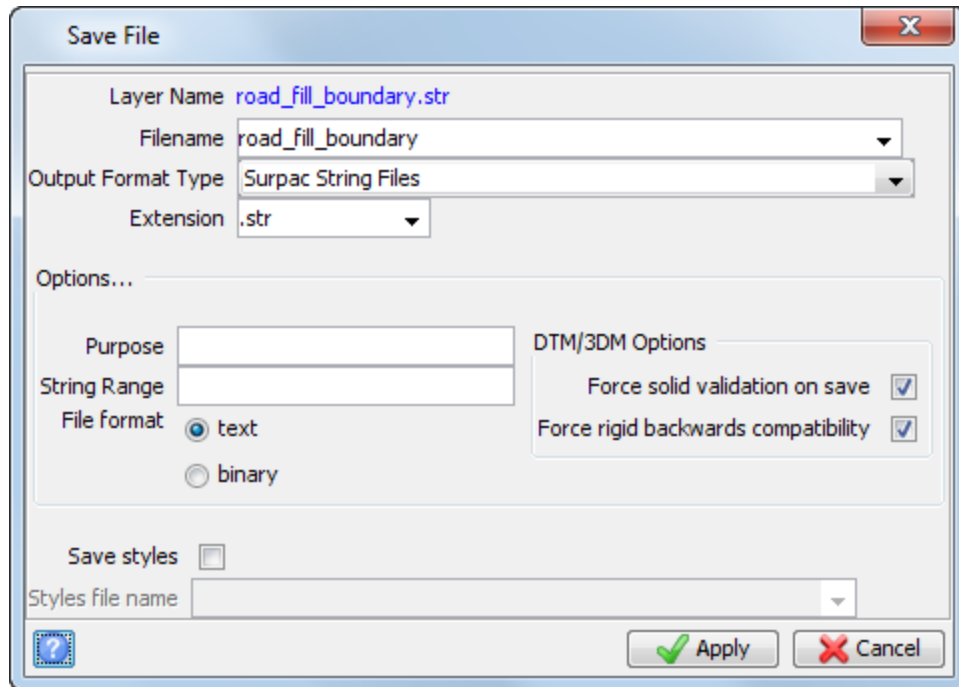 Save File
Layer Name road_fill_boundary.str
Filename road_fill_boundary
Output Format Type Surpac String Files
Extension .str
Options...
Purpose
String Range
File format text
binary
DTM/3DM Options
Force solid validation on save
Force rigid backwards compatibility
Save styles
Styles file name
? Apply Cancel